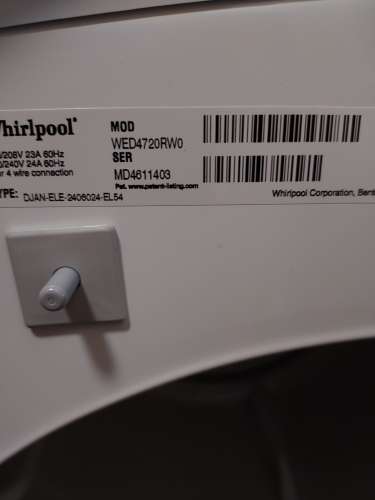 Whirlpool®
/208V 23A 60Hz
/240V 24A 60Hz
r 4 wire connection
YPE: DJAN-ELE-2406024-EL54
MOD
WED4720RW0
SER
MD4611403
Pat. www.patent-listing.com
Whirlpool Corporation, Bent